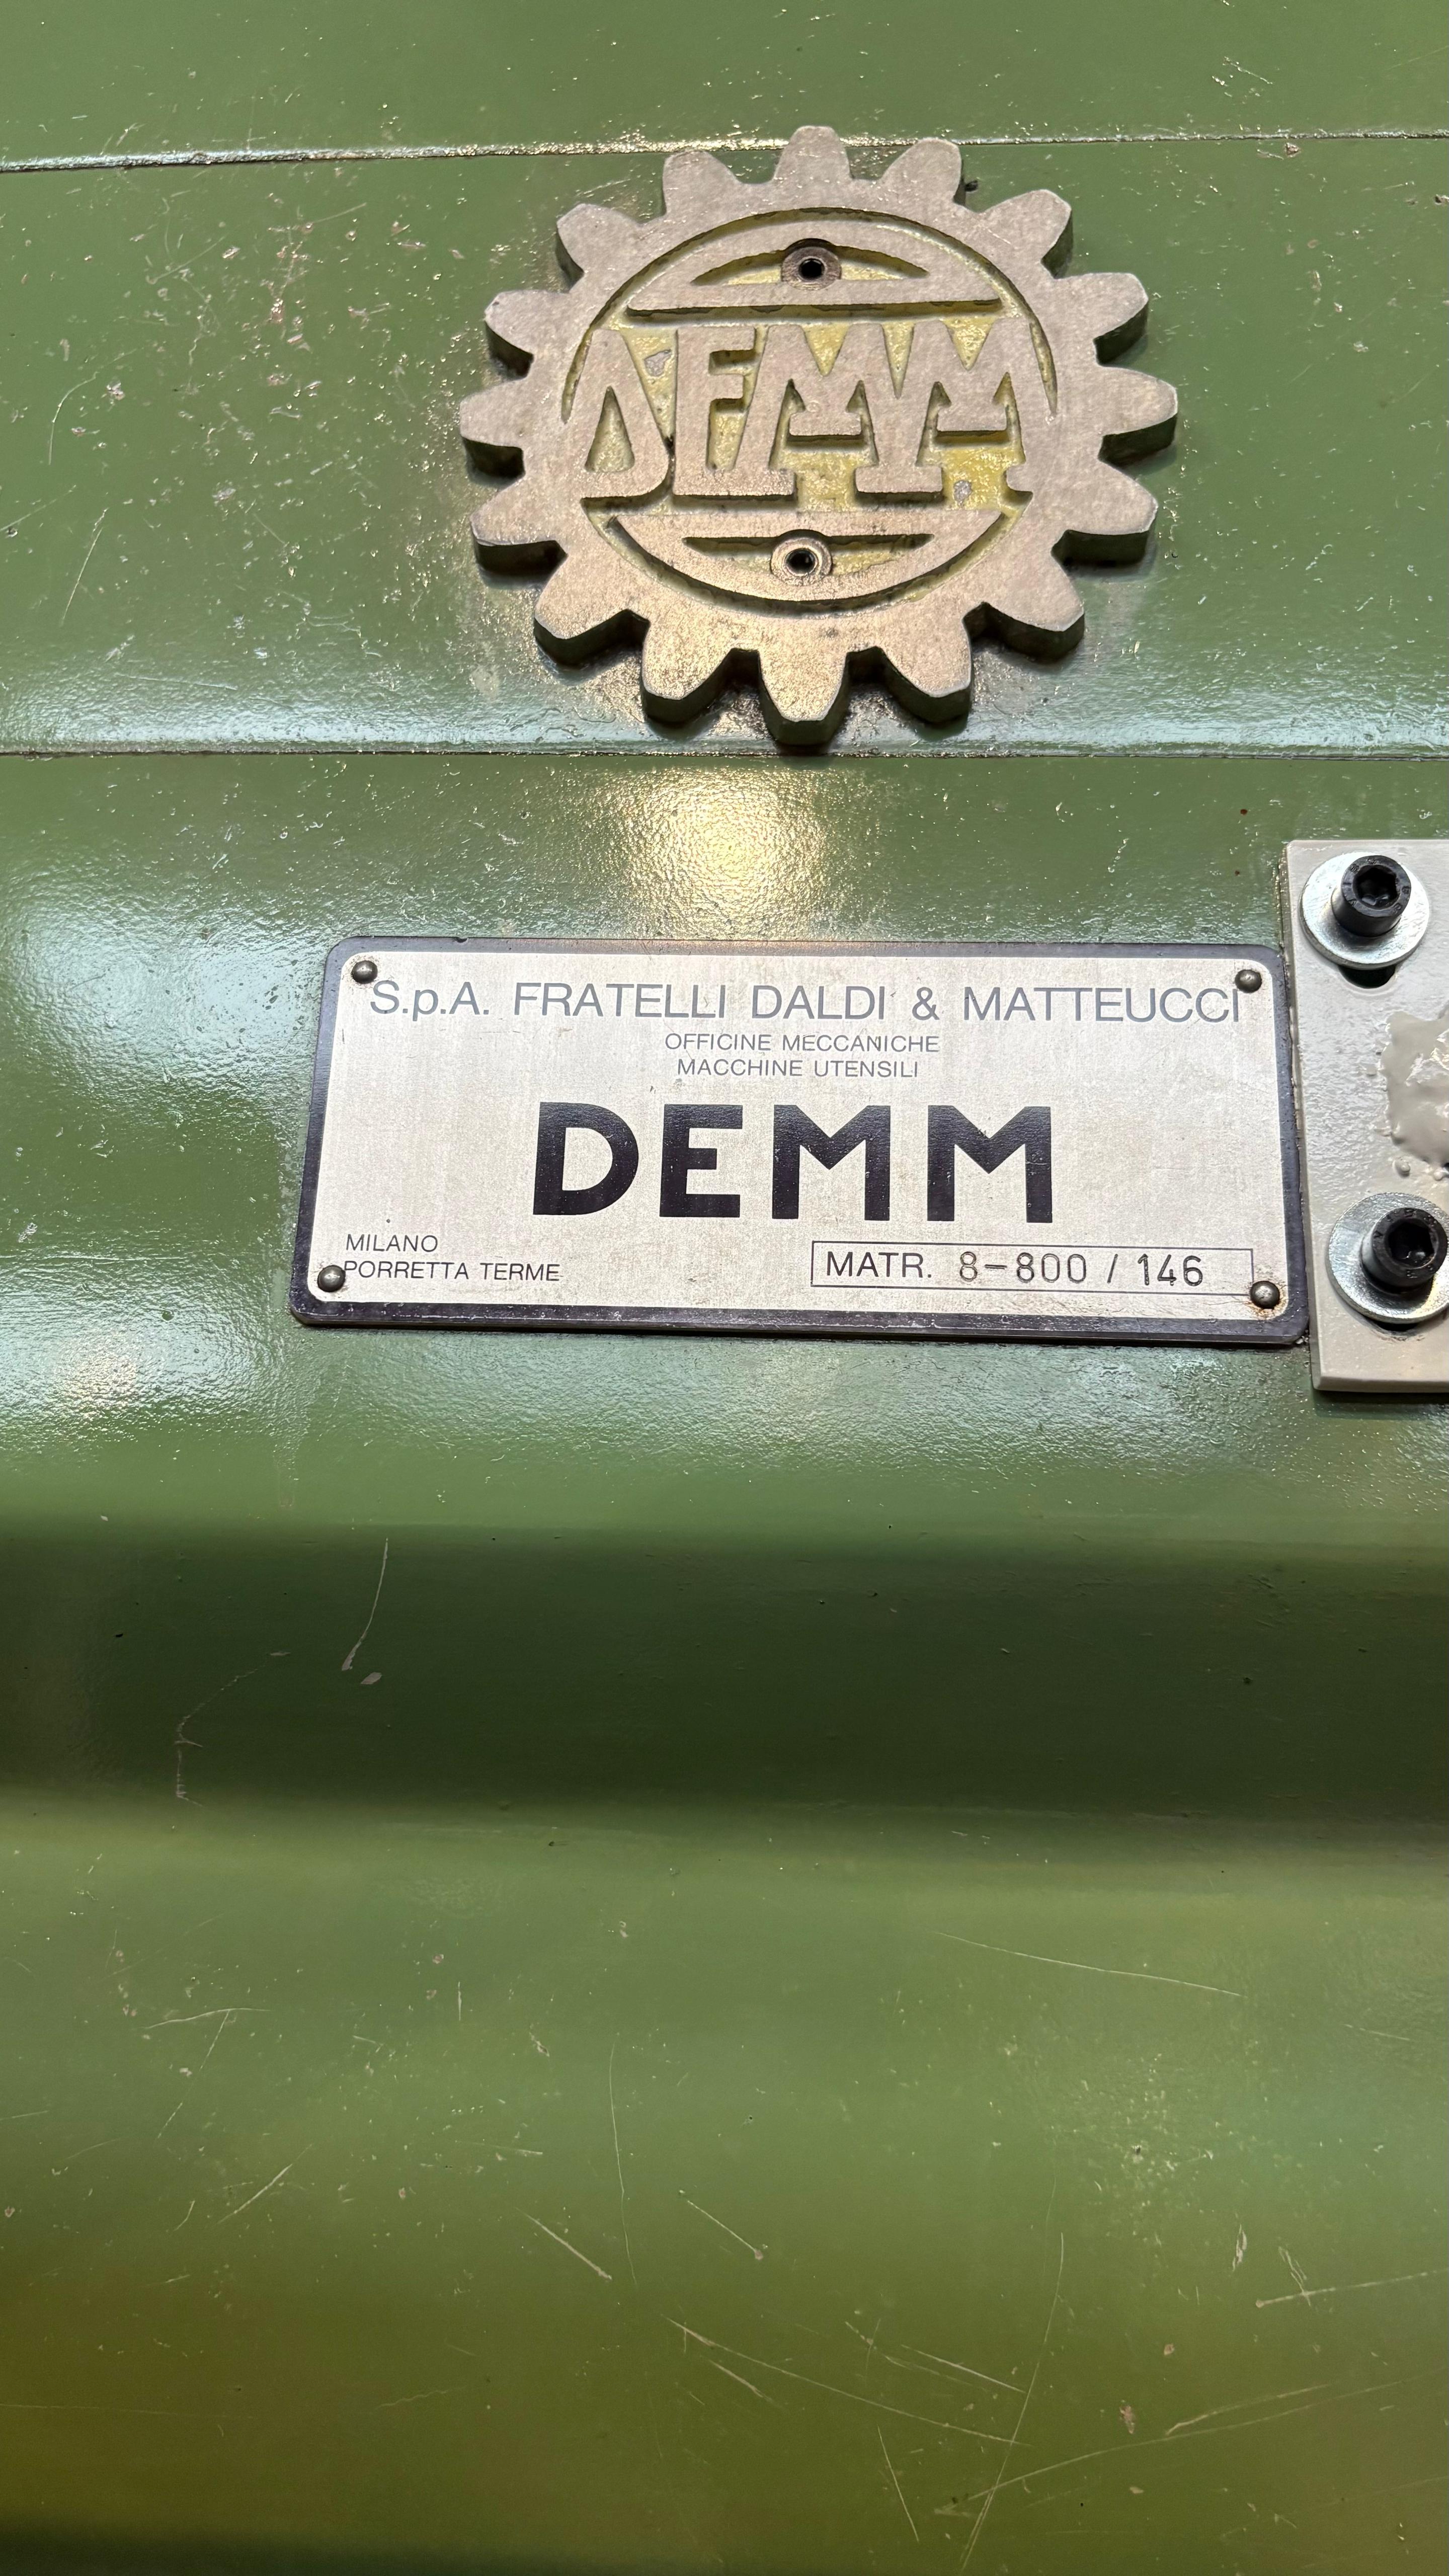 DEMM
S.p.A. FRATELLI DALDI & MATTEUCCI
OFFICINE MECCANICHE
MACCHINE UTENSILI
DEMM
MILANO
PORRETTA TERME
MATR. 8-800 / 146